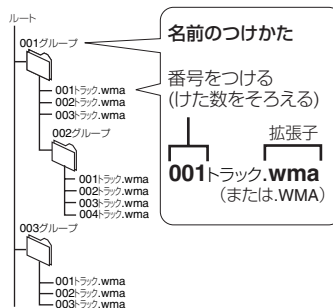 ルート
001グループ
001トラック.wma
002トラック.wma
003トラック.wma
002グループ
001トラック.wma
002トラック.wma
003トラック.wma
004トラック.wma
003グループ
001トラック.wma
002トラック.wma
003トラック.wma
名前のつけかた
番号をつける
(けた数をそろえる)
拡張子
001トラック.wma
(または.WMA)